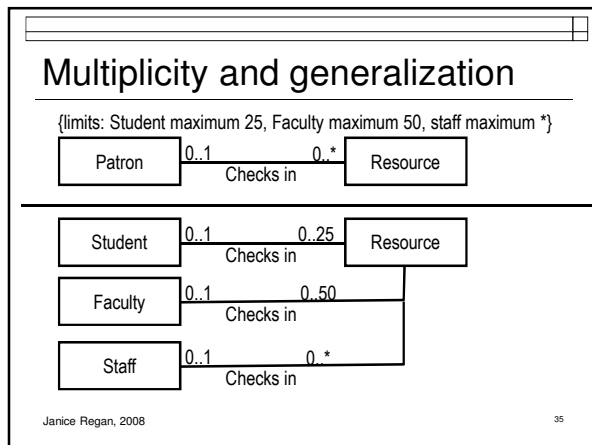 Multiplicity and generalization
{limits: Student maximum 25, Faculty maximum 50, staff maximum *}
Patron 0..1 0..* Resource
Checks in
Student 0..1 0..25 Resource
Checks in
Faculty 0..1 0..50
Checks in
Staff 0..1 0..*
Checks in
Janice Regan, 2008 35